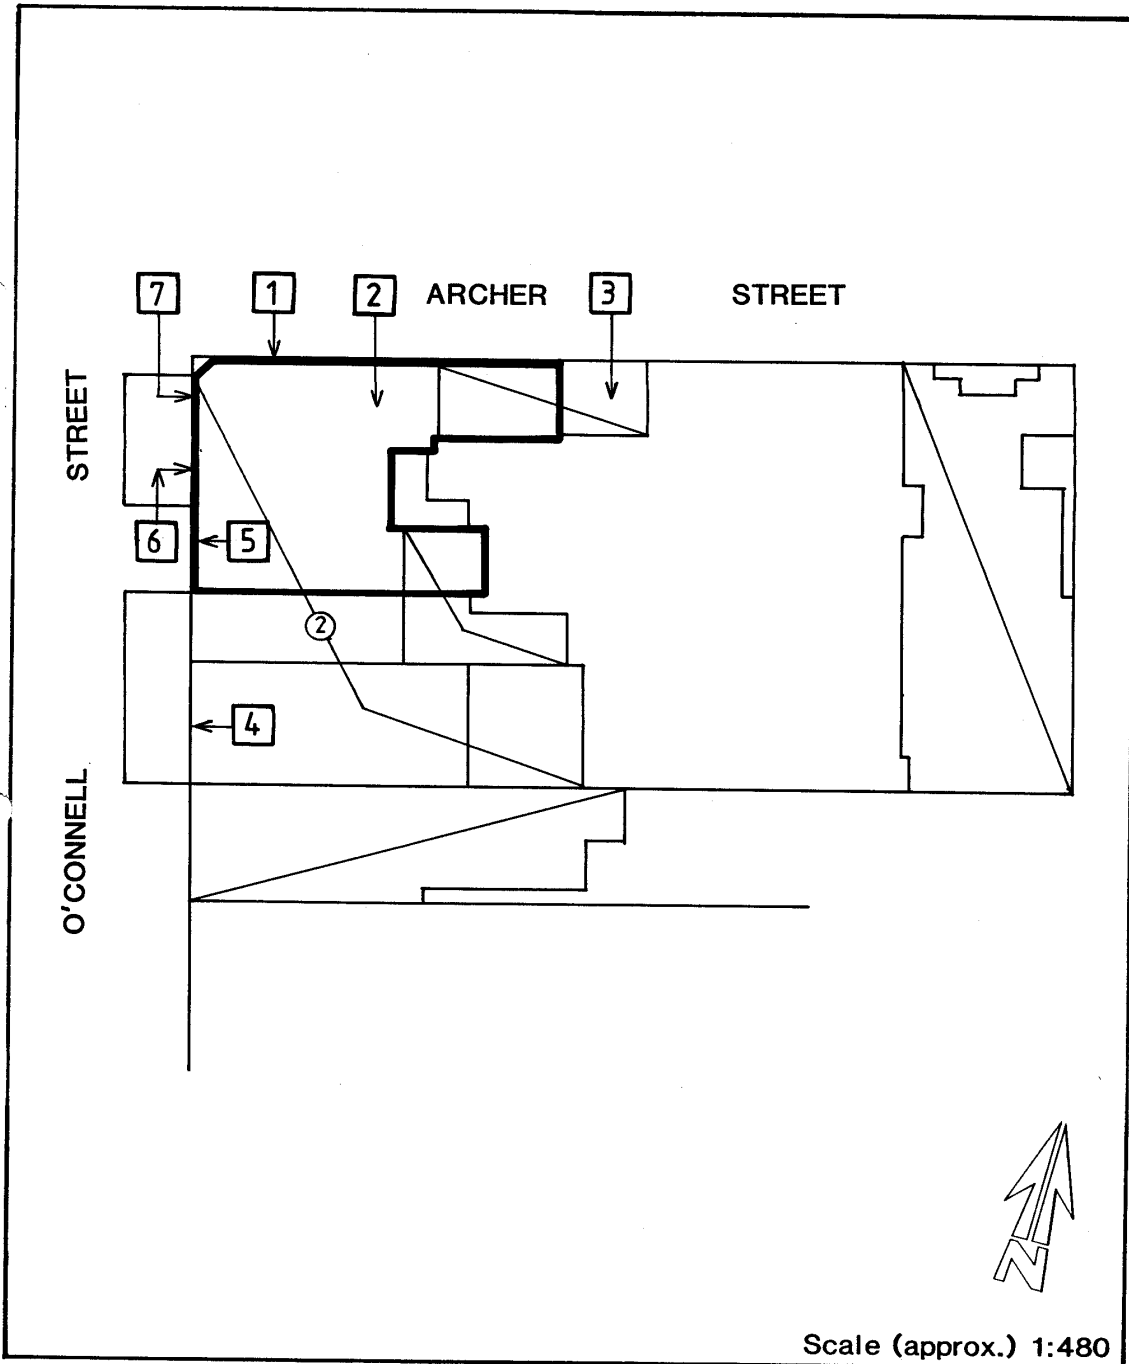 7 1 2 ARCHER 3 STREET
STREET
6 5
2
4
O'CONNELL
N
Scale (approx.) 1:480